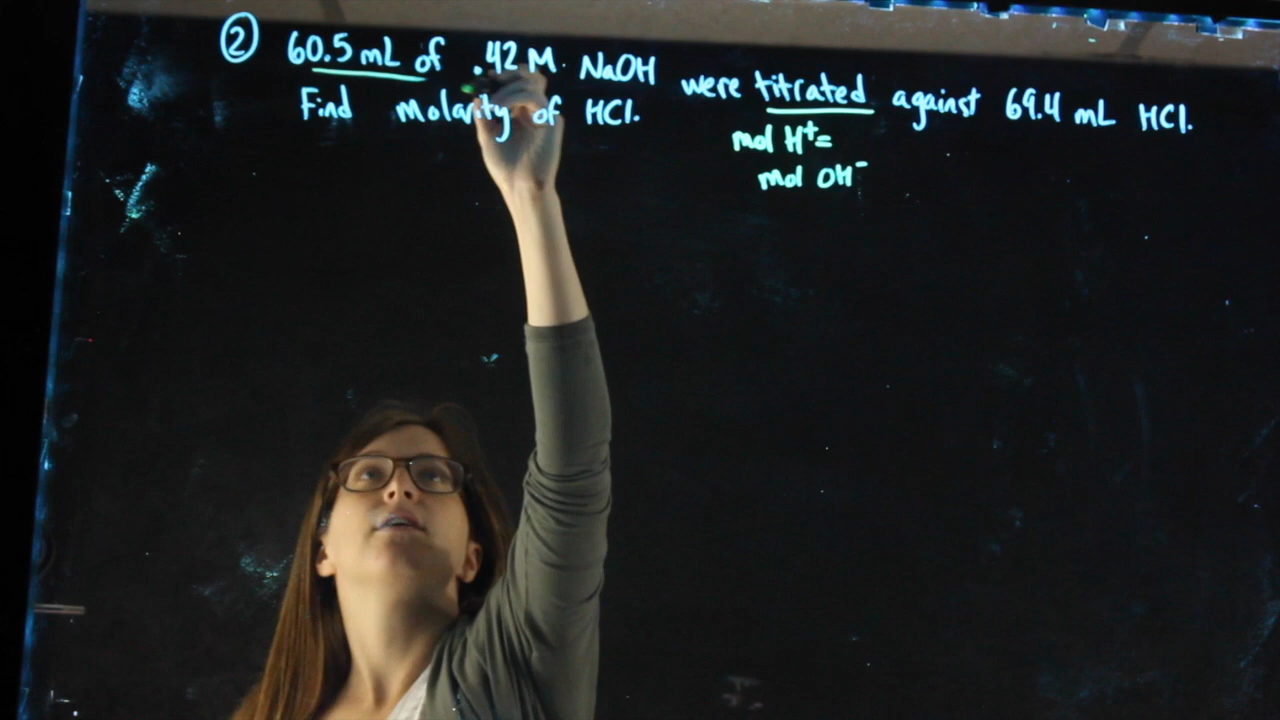 ② 60.5 mL of .42 M NaOH were titrated against 69.4 mL HCl.
Find Molarity of HCl.
mol H⁺=
mol OH⁻